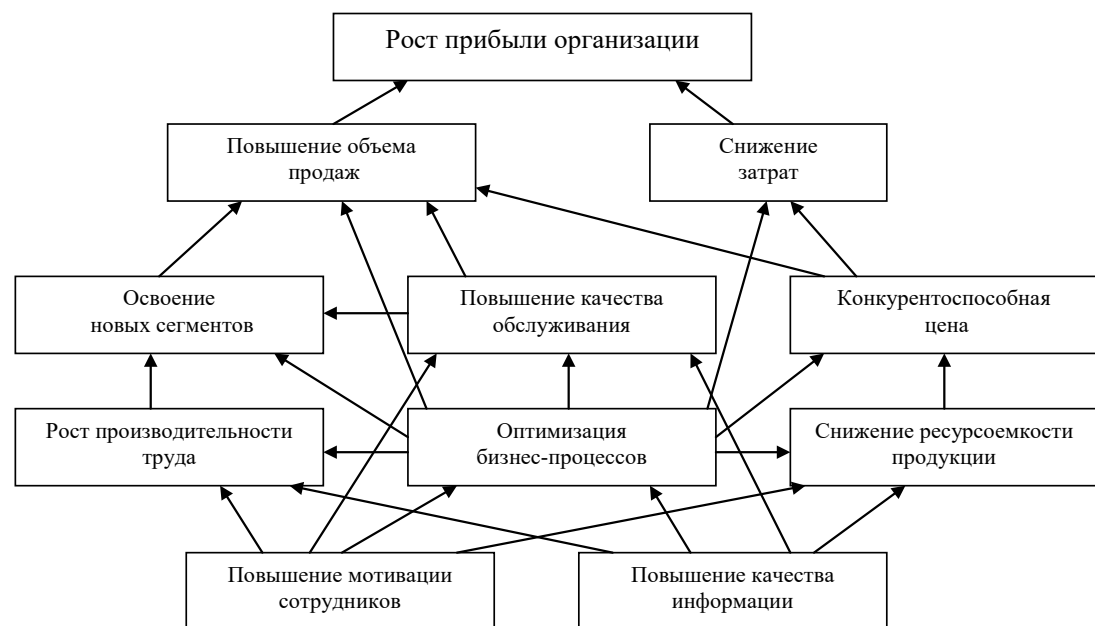 Рост прибыли организации
Повышение объема
продаж
Снижение
затрат
Освоение
новых сегментов
Повышение качества
обслуживания
Конкурентоспособная
цена
Рост производительности
труда
Оптимизация
бизнес-процессов
Снижение ресурсоемкости
продукции
Повышение мотивации
сотрудников
Повышение качества
информации